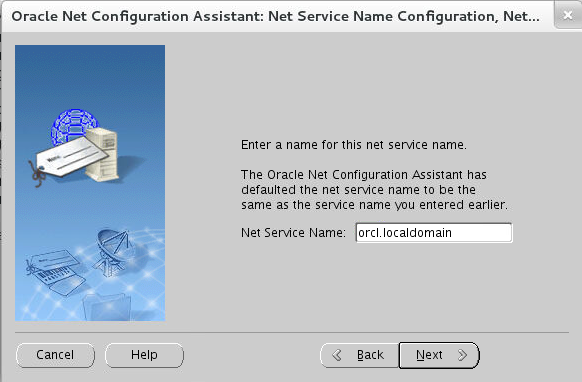 Oracle Net Configuration Assistant: Net Service Name Configuration, Net...
Enter a name for this net service name.
The Oracle Net Configuration Assistant has
defaulted the net service name to be the
same as the service name you entered earlier.
Net Service Name: orcl.localdomain
Cancel Help Back Next